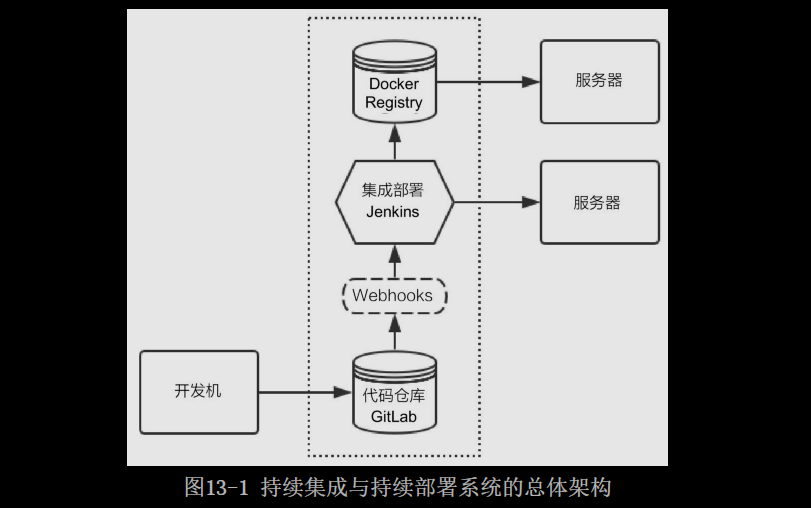 Docker
Registry
服务器
集成部署
Jenkins
服务器
Webhooks
开发机
代码仓库
GitLab
图13-1 持续集成与持续部署系统的总体架构